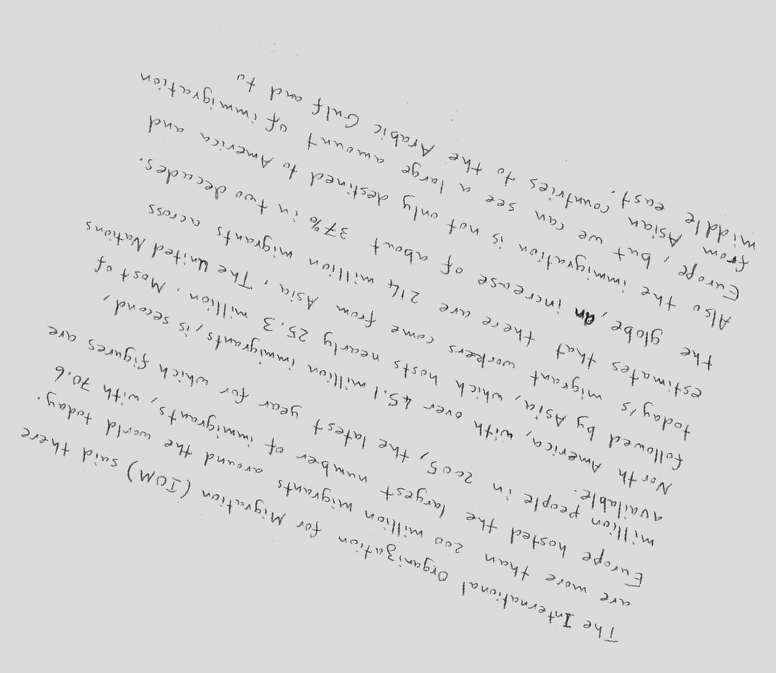 The International Organization for Migration (IOM) said there
are more than 200 million migrants around the world today.
Europe hosted the largest number of immigrants, with 70.6
million People in 2005, the latest year for which figures are
available.
North America, with over 45.1 million immigrants, is second,
followed by Asia, which hosts nearly 25.3 million. Most of
today's migrant workers come from Asia. The United Nations
estimates that there are 214 million migrants across
the globe, an increase of about 37% in two decades.
Also the immigration is not only destined to America and
Europe, but we can see a large amount of immigration
from Asian countries to the Arabic Gulf and to
middle east.